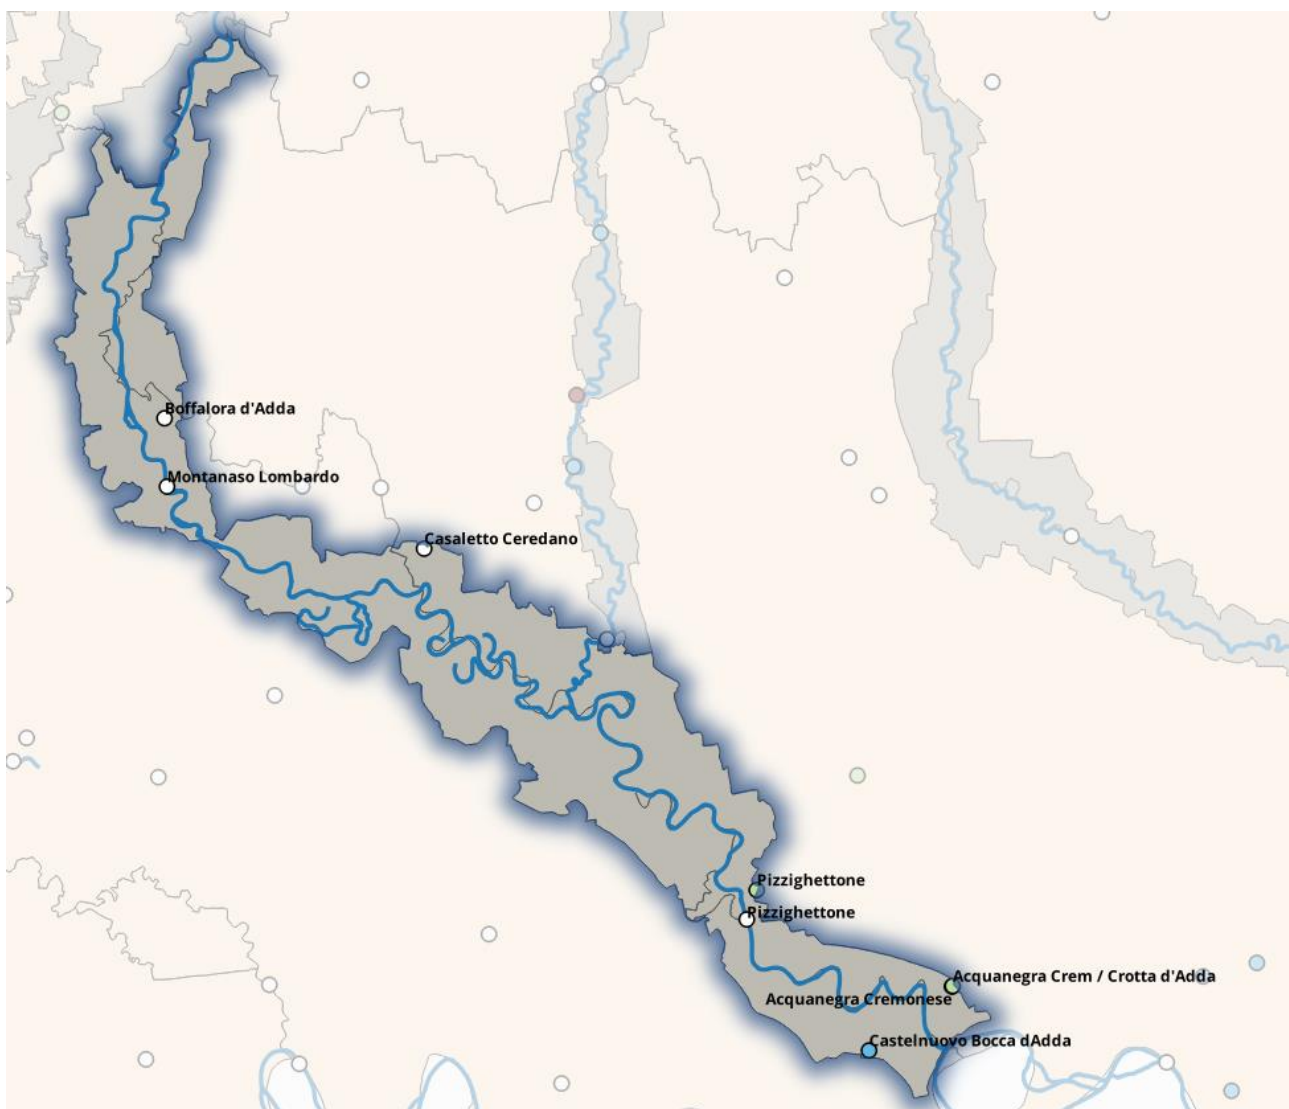 Boffalora d'Adda
Montanaso Lombardo
Casaletto Ceredano
Pizzighettone
Pizzighettone
Acquanegra Crem / Crotta d'Adda
Acquanegra Cremonese
Castelnuovo Bocca dAdda